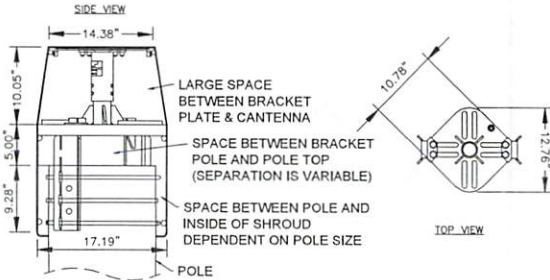 SIDE VIEW
14.38"
10.05"
LARGE SPACE
BETWEEN BRACKET
PLATE & CANTENNA
5.00"
SPACE BETWEEN BRACKET
POLE AND POLE TOP
(SEPARATION IS VARIABLE)
9.28"
SPACE BETWEEN POLE AND
INSIDE OF SHROUD
DEPENDENT ON POLE SIZE
17.19"
POLE
10.78"
12.76"
TOP VIEW